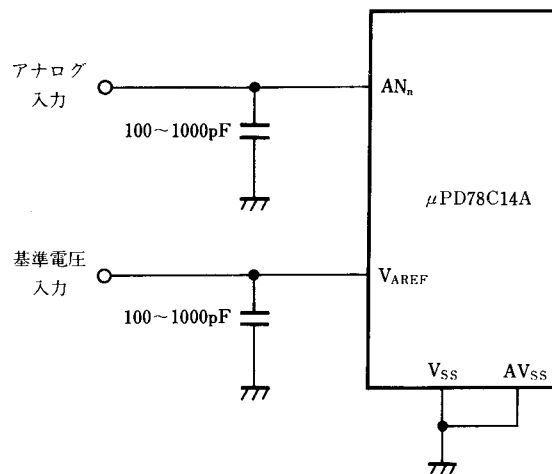 アナログ
入力
ANn
100~1000pF
μPD78C14A
基準電圧
入力
VAREF
100~1000pF
VSS
AVSS